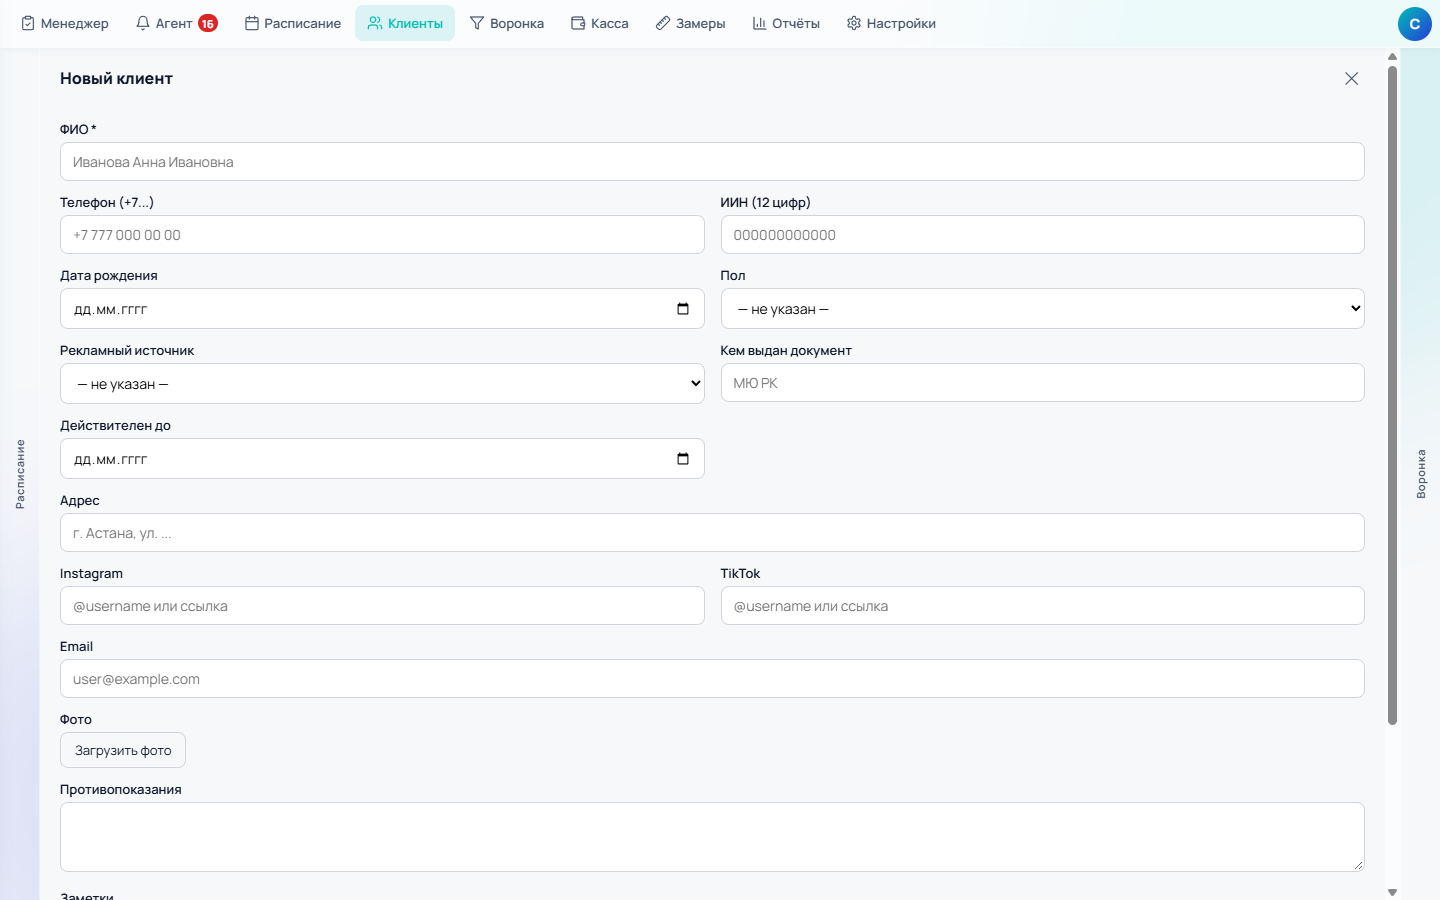 Менеджер
Агент 16
Расписание
Клиенты
Воронка
Касса
Замеры
Отчёты
Настройки
C
Новый клиент
ФИО *
Иванова Анна Ивановна
Телефон (+7...)
ИИН (12 цифр)
+7 777 000 00 00
000000000000
Дата рождения
Пол
дд.мм.гггг
— не указан —
Рекламный источник
Кем выдан документ
— не указан —
МЮ РК
Действителен до
дд.мм.гггг
Адрес
г. Астана, ул. ...
Instagram
TikTok
@username или ссылка
@username или ссылка
Email
user@example.com
Фото
Загрузить фото
Противопоказания
Заметки
Расписание
Воронка